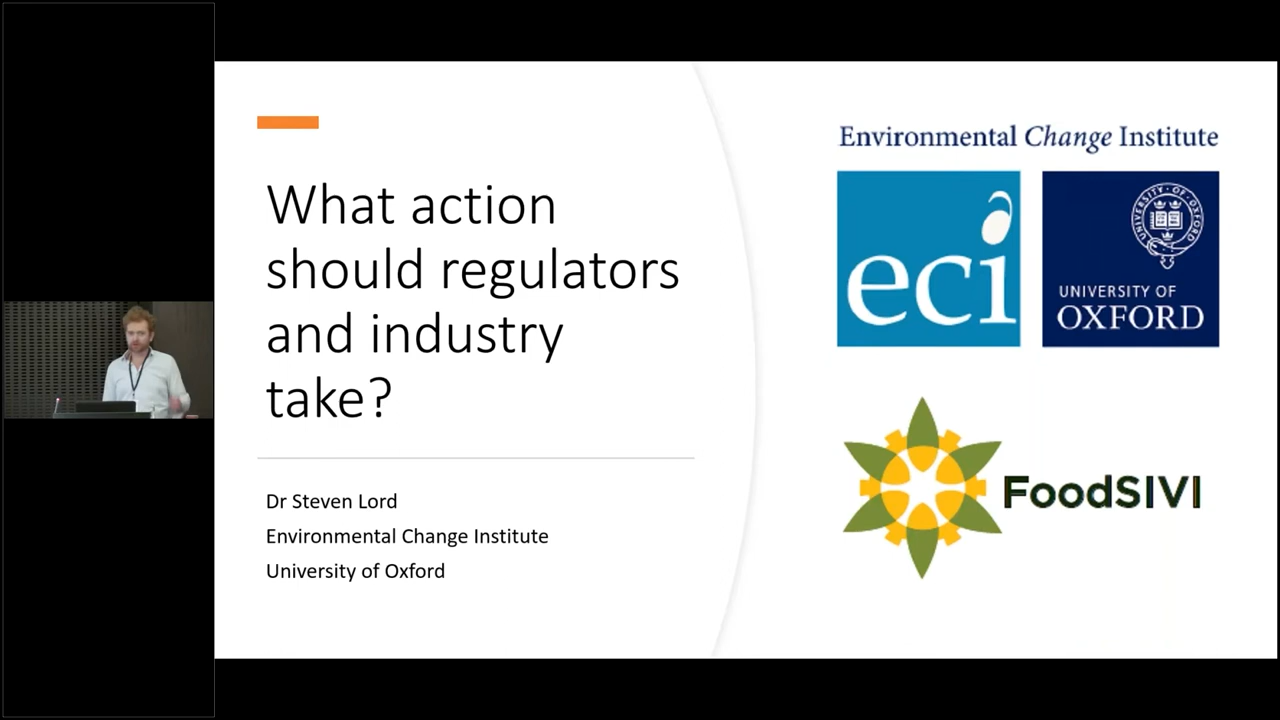 What action
should regulators
and industry
take?
Dr Steven Lord
Environmental Change Institute
University of Oxford
Environmental Change Institute
eci
UNIVERSITY OF
OXFORD
FoodSIVI